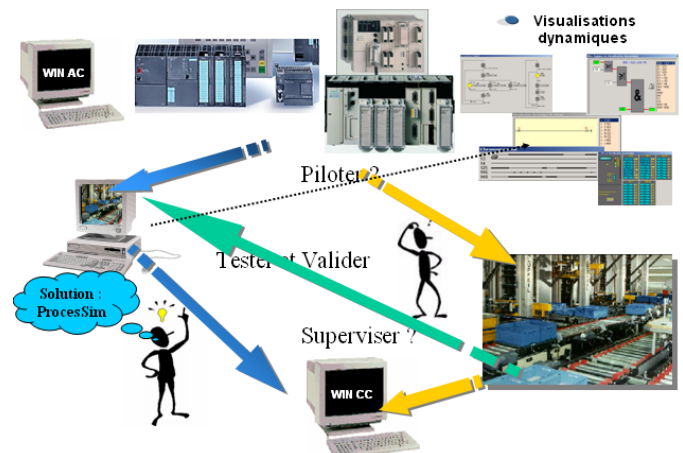 Visualisations
dynamiques
WIN AC
Piloter ?
Tester et Valider
Solution :
ProcesSim
Superviser ?
WIN CC